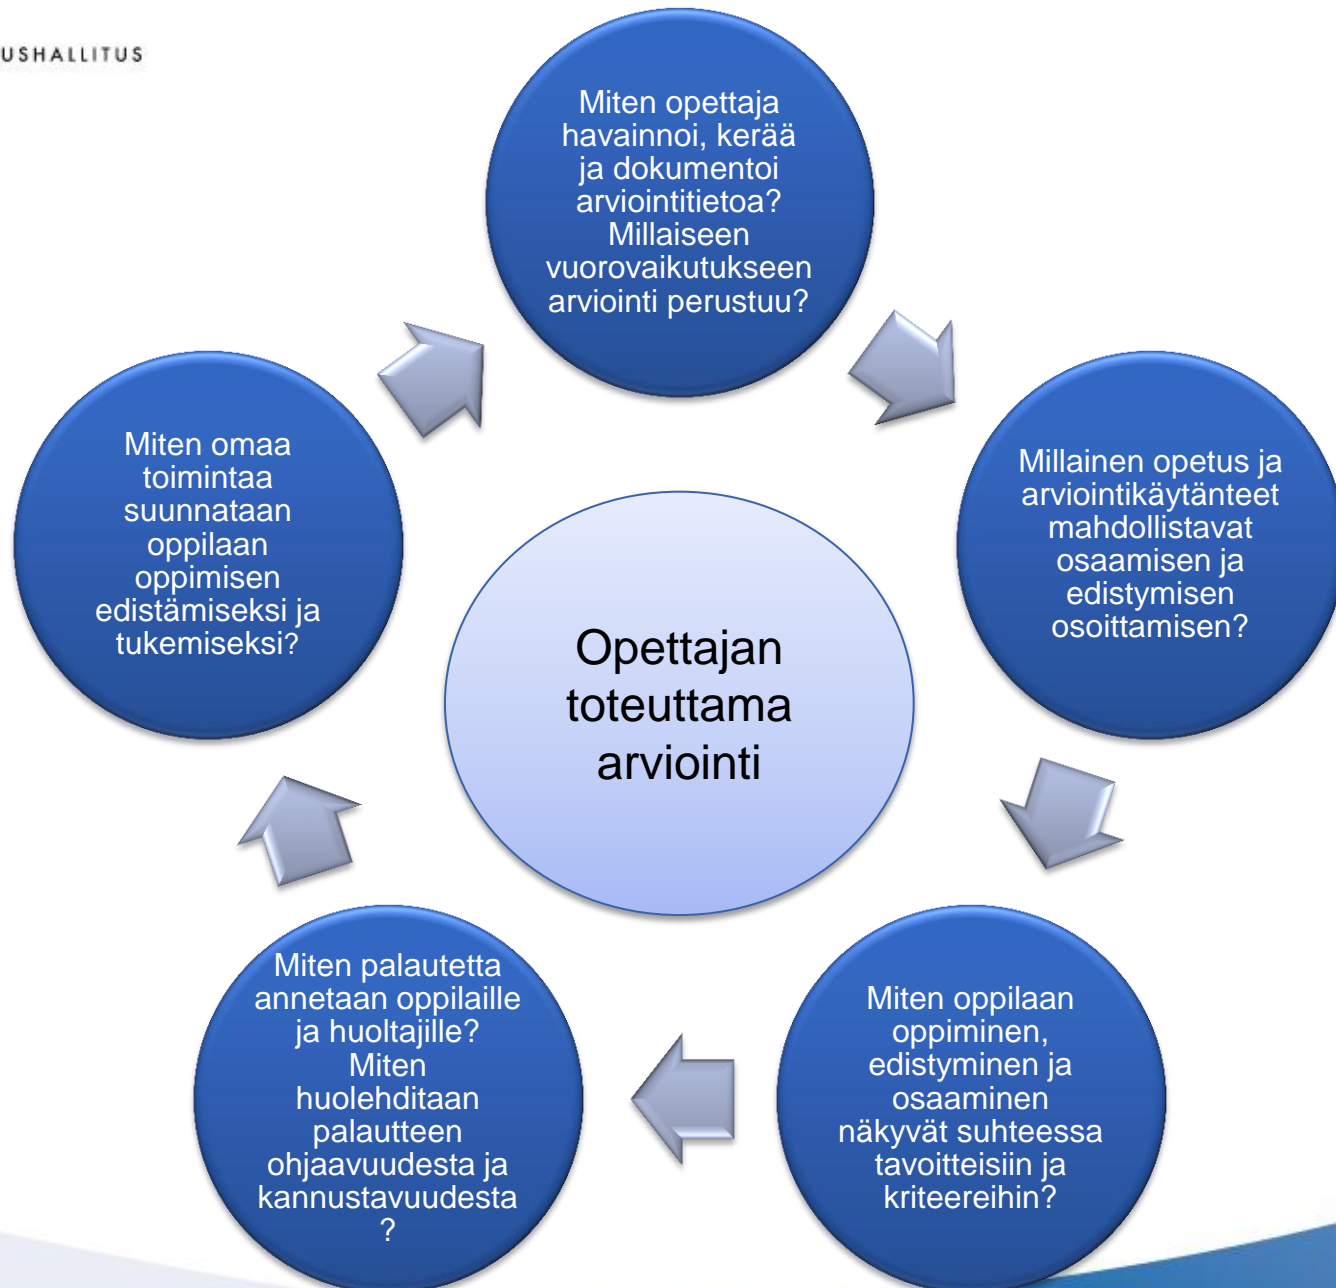 USHALLITUS
Miten opettaja
havainnoi, kerää
ja dokumentoi
arviointitietoa?
Millaiseen
vuorovaikutukseen
arviointi perustuu?
Millainen opetus ja
arviointikäytänteet
mahdollistavat
osaamisen ja
edistymisen
osoittamisen?
Miten oppilaan
oppiminen,
edistyminen ja
osaaminen
näkyvät suhteessa
tavoitteisiin ja
kriteereihin?
Miten palautetta
annetaan oppilaille
ja huoltajille?
Miten
huolehditaan
palautteen
ohjaavuudesta ja
kannustavuudesta
?
Miten omaa
toimintaa
suunnataan
oppilaan
oppimisen
edistämiseksi ja
tukemiseksi?
Opettajan
toteuttama
arviointi